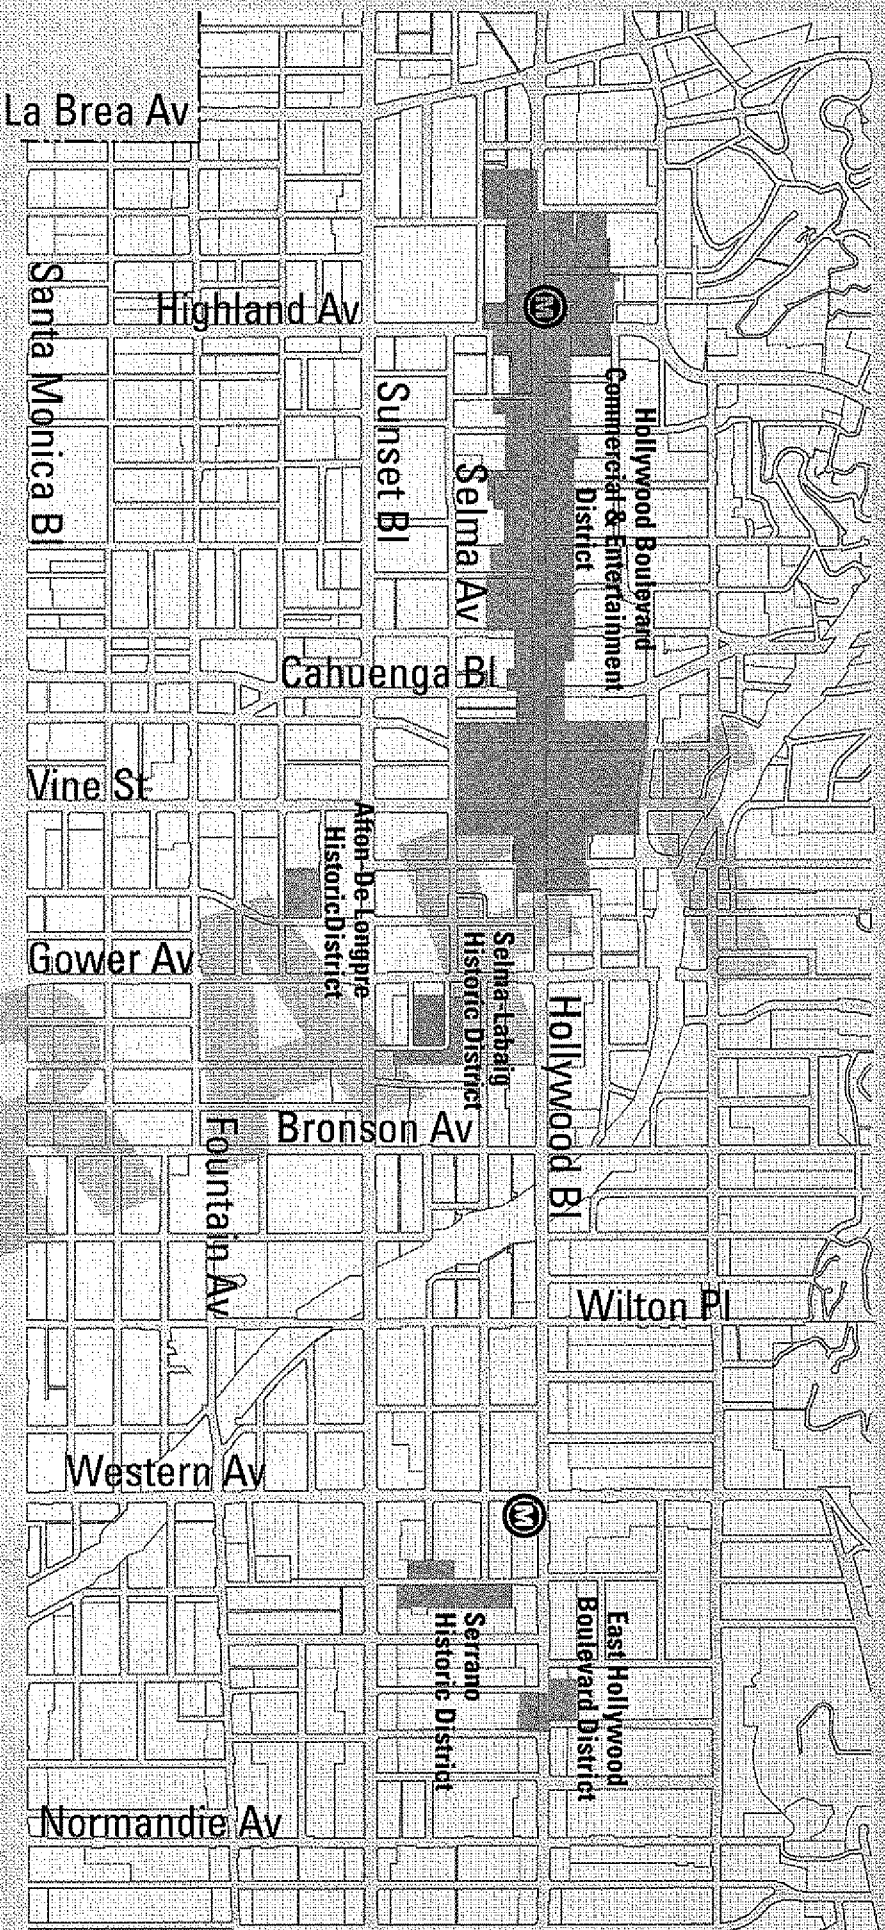 La Brea Av
Santa Monica Bl
Highland Av
M
Sunset Bl
Selma Av
Hollywood Boulevard
Commercial & Entertainment
District
Cahuenga Bl
Vine St
Afton-De Longpre
Historic District
Gower Av
Selma-Labaig
Historic District
Hollywood Bl
Bronson Av
Fountain Av
Wilton Pl
Western Av
M
Serrano
Historic District
East Hollywood
Boulevard District
Normandie Av